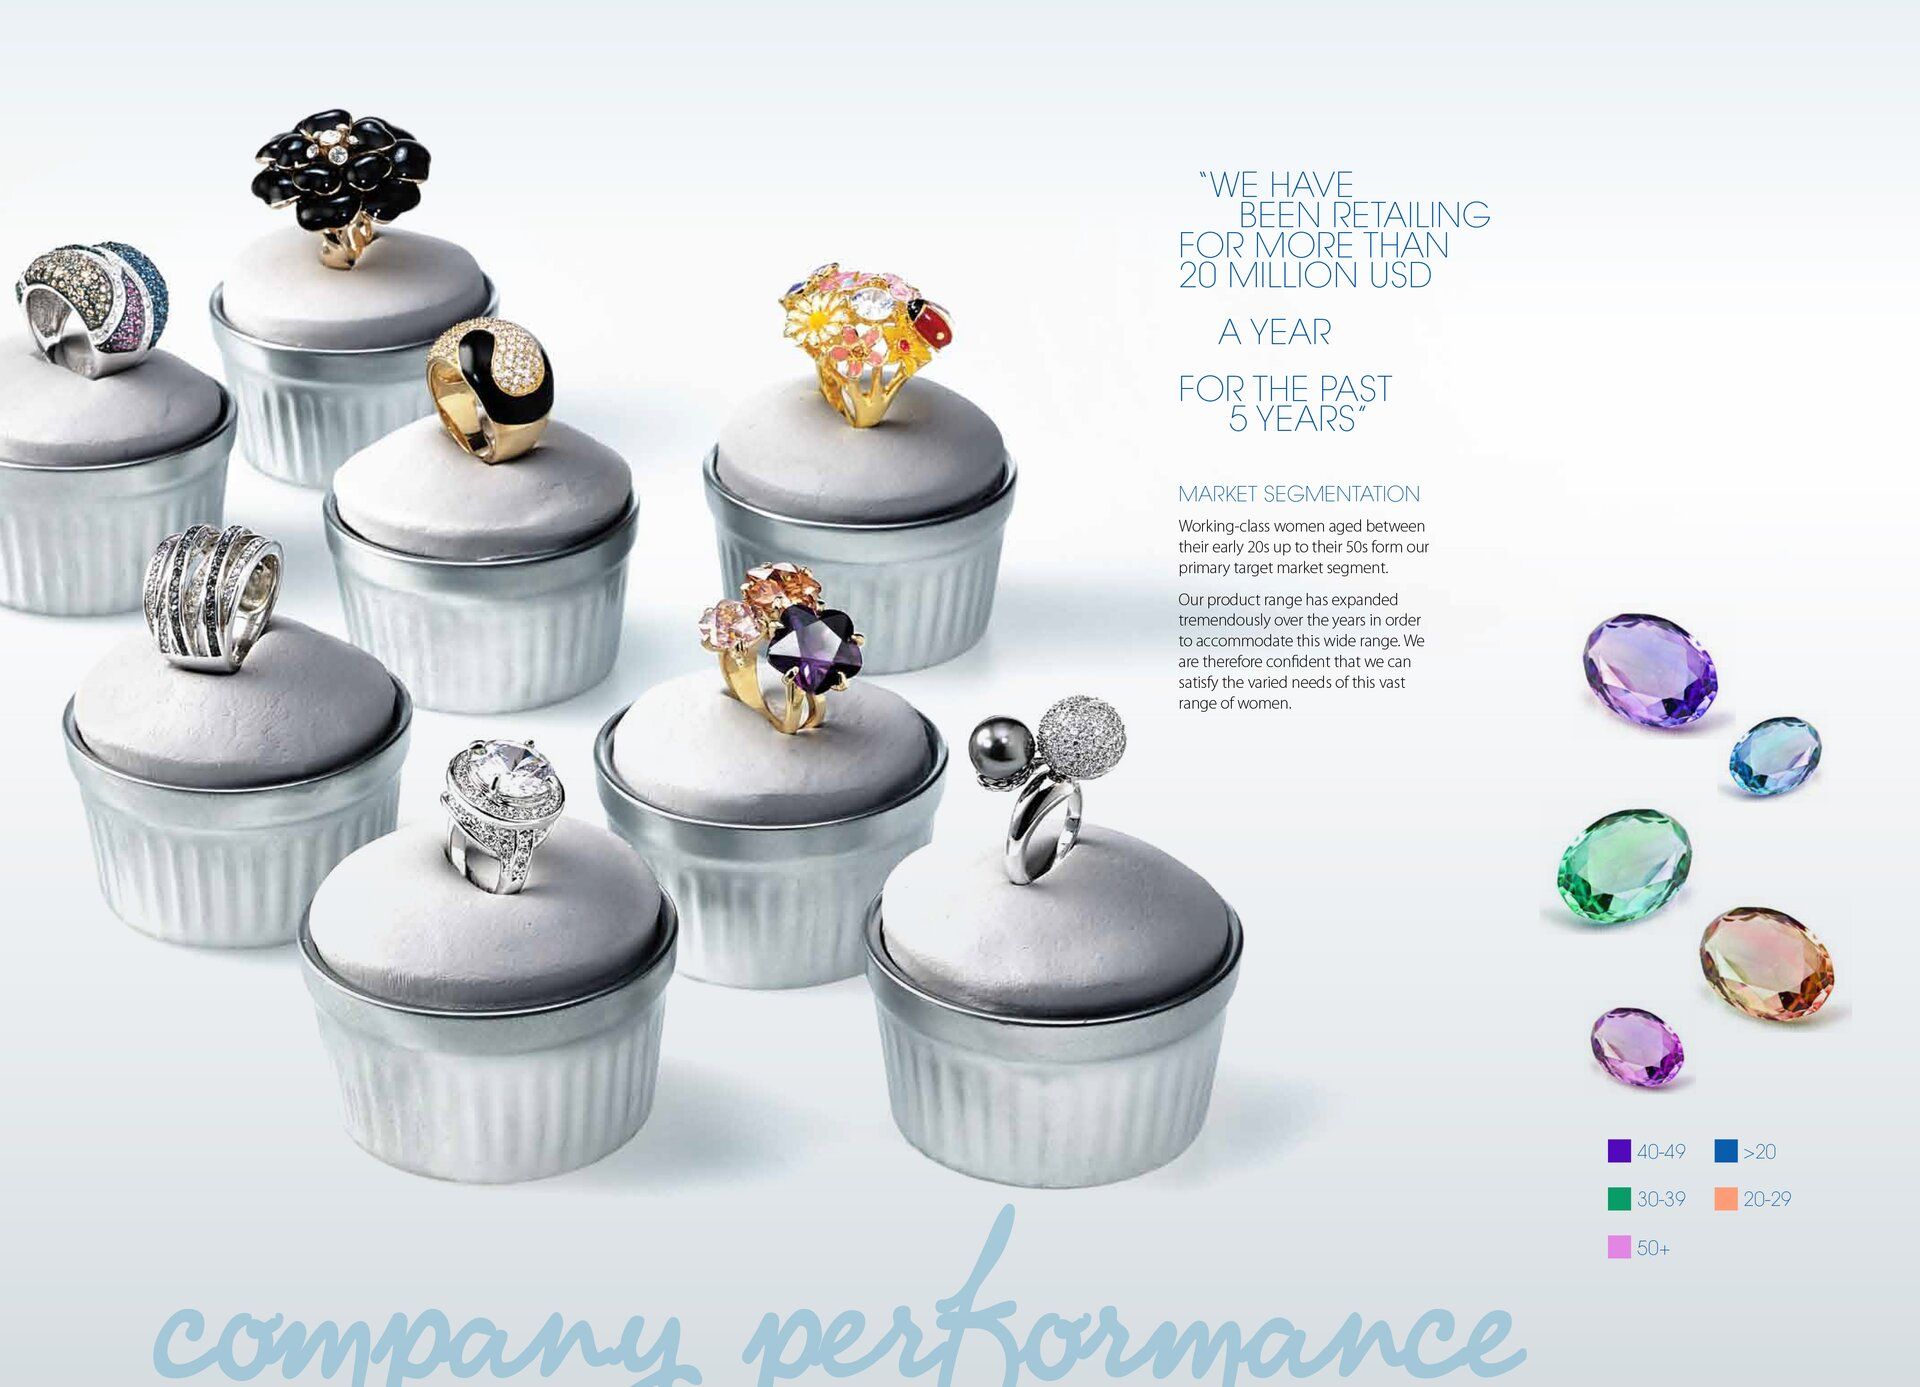 “WE HAVE
BEEN RETAILING
FOR MORE THAN
20 MILLION USD
A YEAR
FOR THE PAST
5 YEARS”
MARKET SEGMENTATION
Working-class women aged between
their early 20s up to their 50s form our
primary target market segment.
Our product range has expanded
tremendously over the years in order
to accommodate this wide range. We
are therefore confident that we can
satisfy the varied needs of this vast
range of women.
40-49 >20
30-39 20-29
50+
company performance